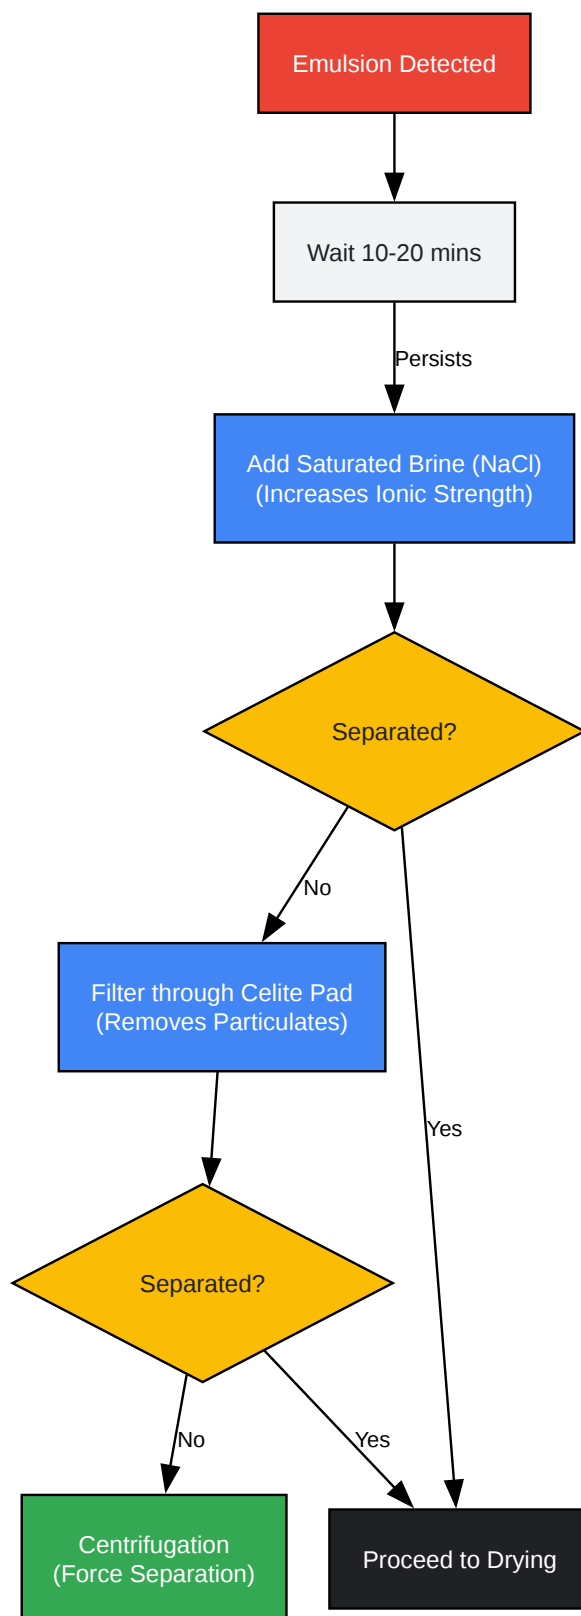 Emulsion Detected
Wait 10-20 mins
Persists
Add Saturated Brine (NaCl)
(Increases Ionic Strength)
Separated?
No
Filter through Celite Pad
(Removes Particulates)
Yes
Separated?
No
Yes
Centrifugation
(Force Separation)
Proceed to Drying